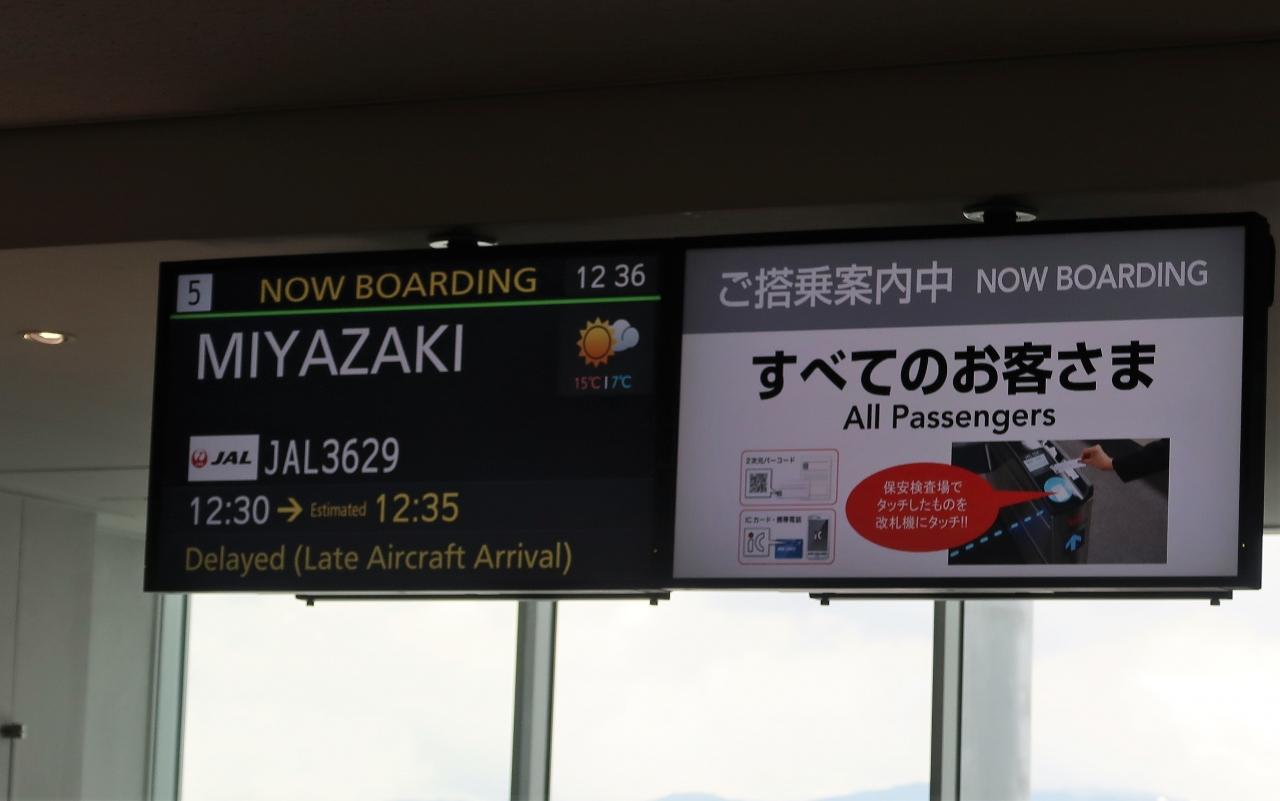 5 NOW BOARDING 12 36
MIYAZAKI
15℃ | 7℃
JAL JAL3629
12:30 → Estimated 12:35
Delayed (Late Aircraft Arrival)
ご搭乗案内中 NOW BOARDING
すべてのお客さま
All Passengers
2次元バーコード
ICカード・携帯電話
iC
保安検査場で
タッチしたものを
改札機にタッチ!!